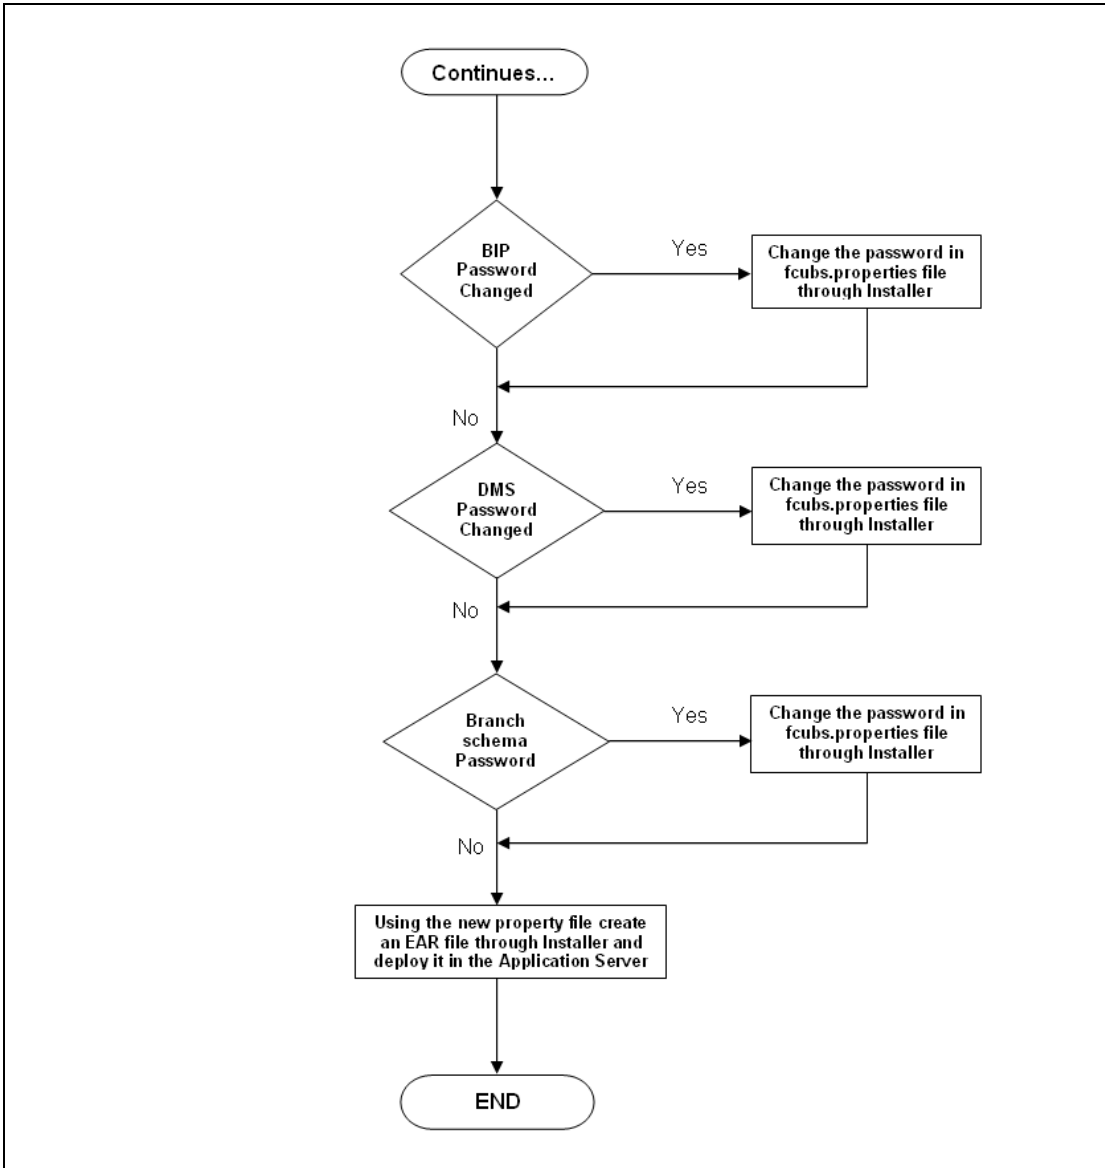 Continues...
BIP
Password
Changed
Yes
Change the password in
fcubs.properties file
through Installer
No
DMS
Password
Changed
Yes
Change the password in
fcubs.properties file
through Installer
No
Branch
schema
Password
Yes
Change the password in
fcubs.properties file
through Installer
No
Using the new property file create
an EAR file through Installer and
deploy it in the Application Server
END